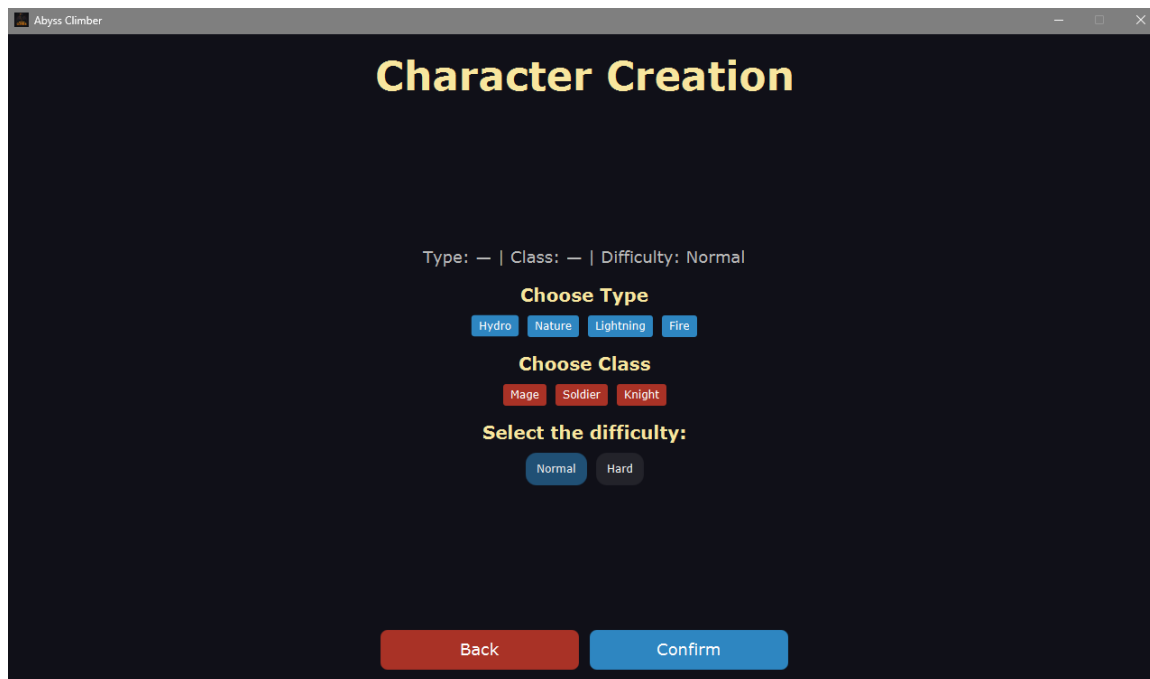 Abyss Climber
Character Creation
Type: — | Class: — | Difficulty: Normal
Choose Type
Hydro Nature Lightning Fire
Choose Class
Mage Soldier Knight
Select the difficulty:
Normal Hard
Back Confirm